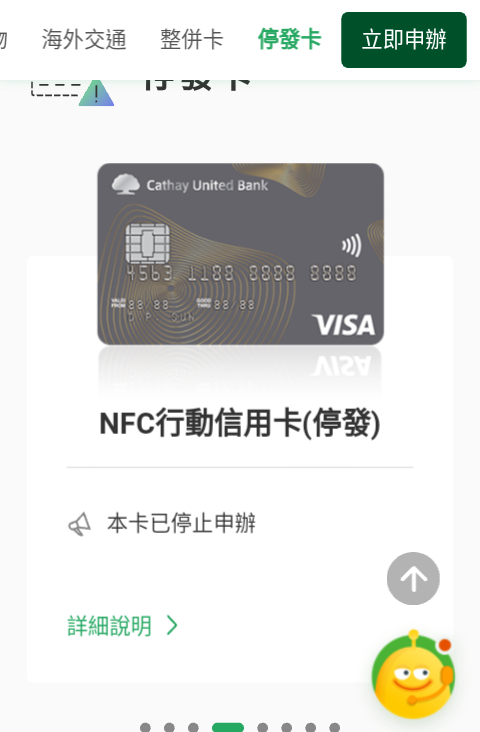 物 海外交通 整併卡 停發卡 立即申辦
停發卡
Cathay United Bank
4563 1188 8888 8888
VALID FROM 88/88 GOOD THRU 88/88
D P SUN
VISA
NFC行動信用卡(停發)
本卡已停止申辦
詳細說明